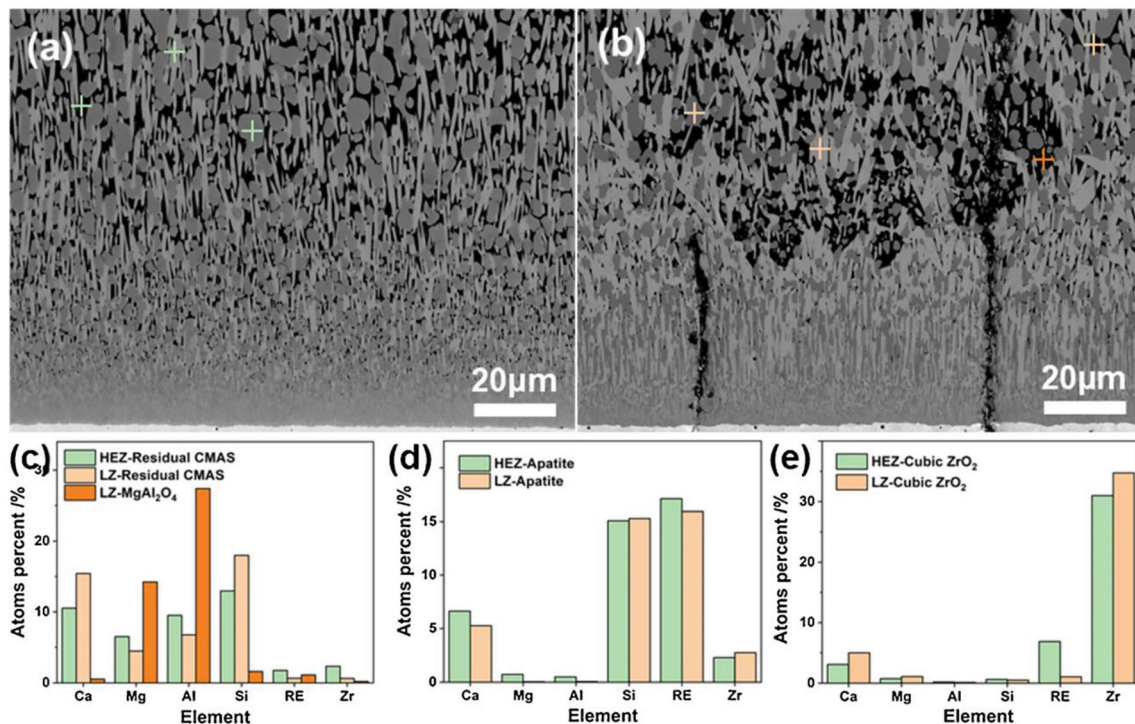 (a)
20μm
(b)
20μm
(c)
HEZ-Residual CMAS
LZ-Residual CMAS
LZ-MgAl₂O₄
Atoms percent /%
30
20
10
0
Ca Mg Al Si RE Zr
Element
(d)
HEZ-Apatite
LZ-Apatite
Atoms percent /%
15
10
5
0
Ca Mg Al Si RE Zr
Element
(e)
HEZ-Cubic ZrO₂
LZ-Cubic ZrO₂
Atoms percent /%
30
20
10
0
Ca Mg Al Si RE Zr
Element